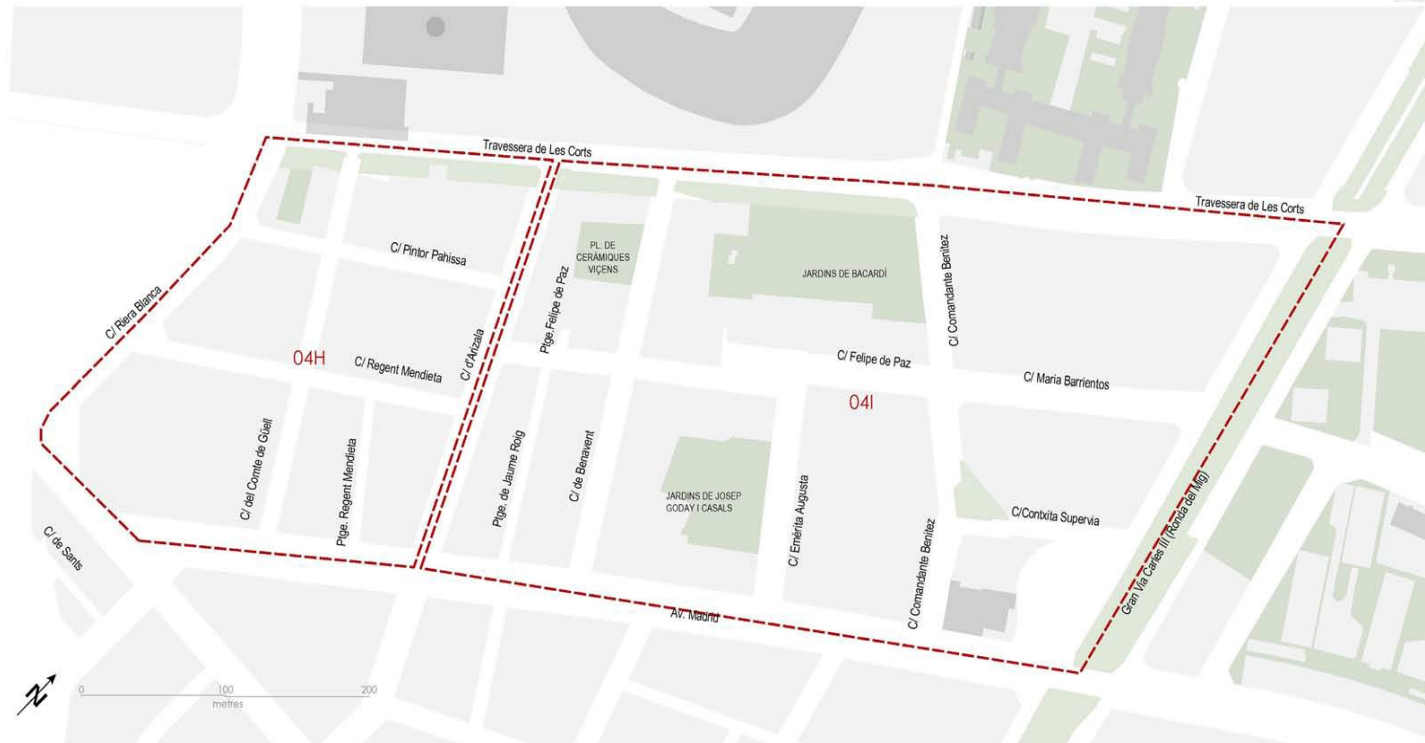 Travessera de Les Corts
Travessera de Les Corts
C/ Pintor Pahissa
PL. DE
CERÀMIQUES
VIÇENS
JARDINS DE BACARDÍ
C/ Comandante Benítez
Ptge.Felipe de Paz
C/ Riera Blanca
04H
C/ Regent Mendieta
C/ d'Arizala
C/ Felipe de Paz
C/ Maria Barrientos
04I
C/ del Comte de Güell
Ptge. Regent Mendieta
Ptge. de Jaume Roig
C/ de Benavent
JARDINS DE JOSEP
GODAY I CASALS
C/ Emèrita Augusta
C/ Comandante Benítez
C/Contxita Supervia
Gran Via Carles III (Ronda del Mig)
C/ de Sants
Av. Madrid
N
0 100 200
metres